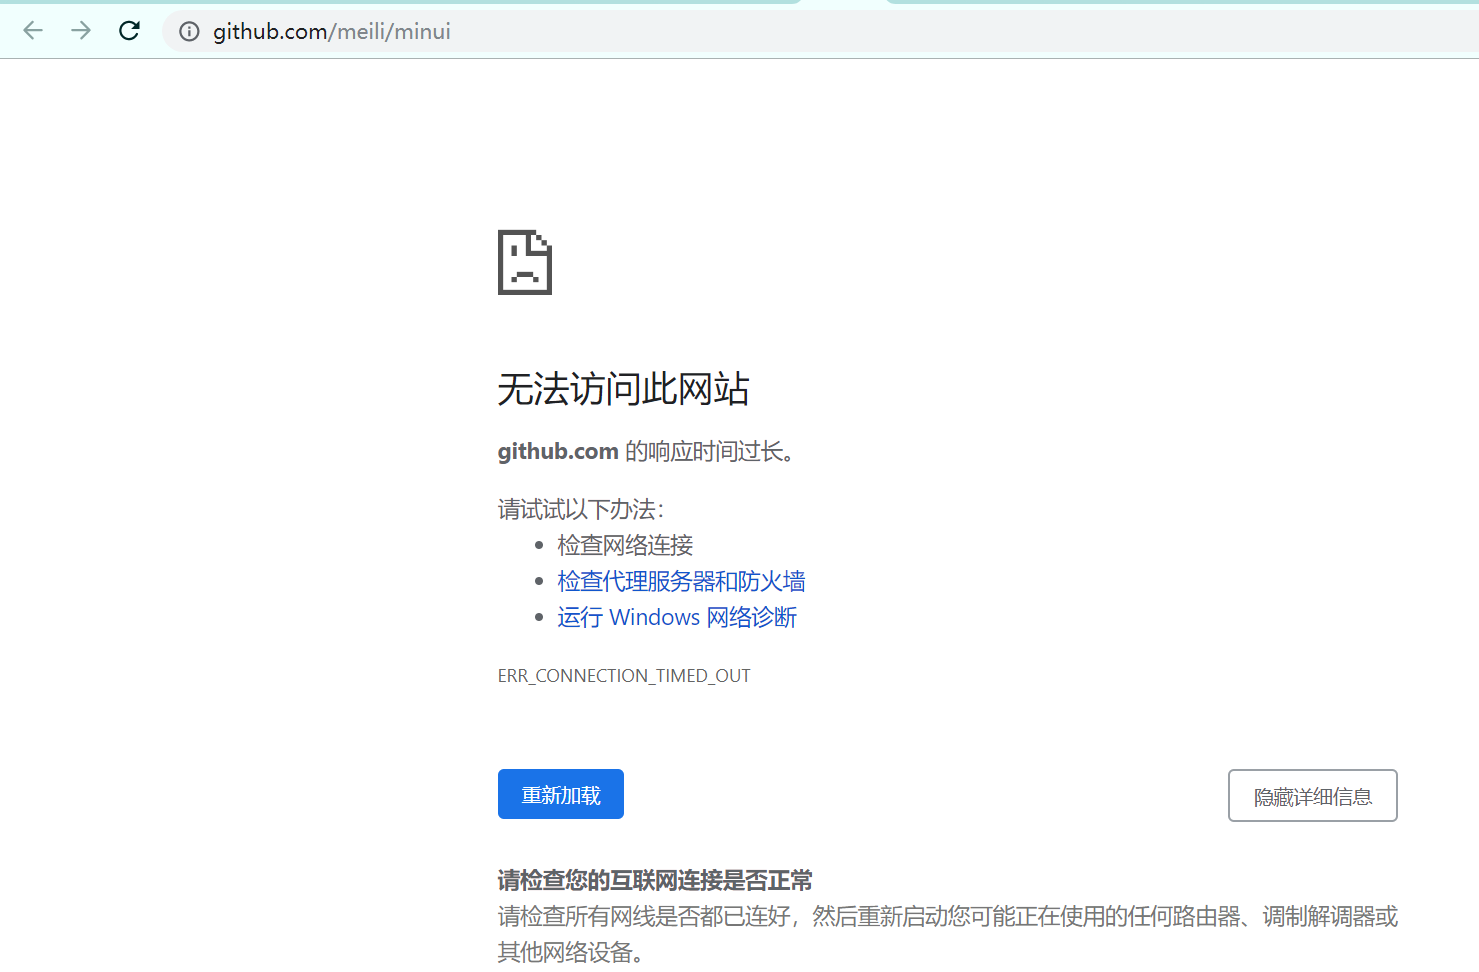 github.com/meili/minui
无法访问此网站
github.com 的响应时间过长。
请试试以下办法：
检查网络连接
检查代理服务器和防火墙
运行 Windows 网络诊断
ERR_CONNECTION_TIMED_OUT
重新加载
隐藏详细信息
请检查您的互联网连接是否正常
请检查所有网线是否都已连好，然后重新启动您可能正在使用的任何路由器、调制解调器或
其他网络设备。